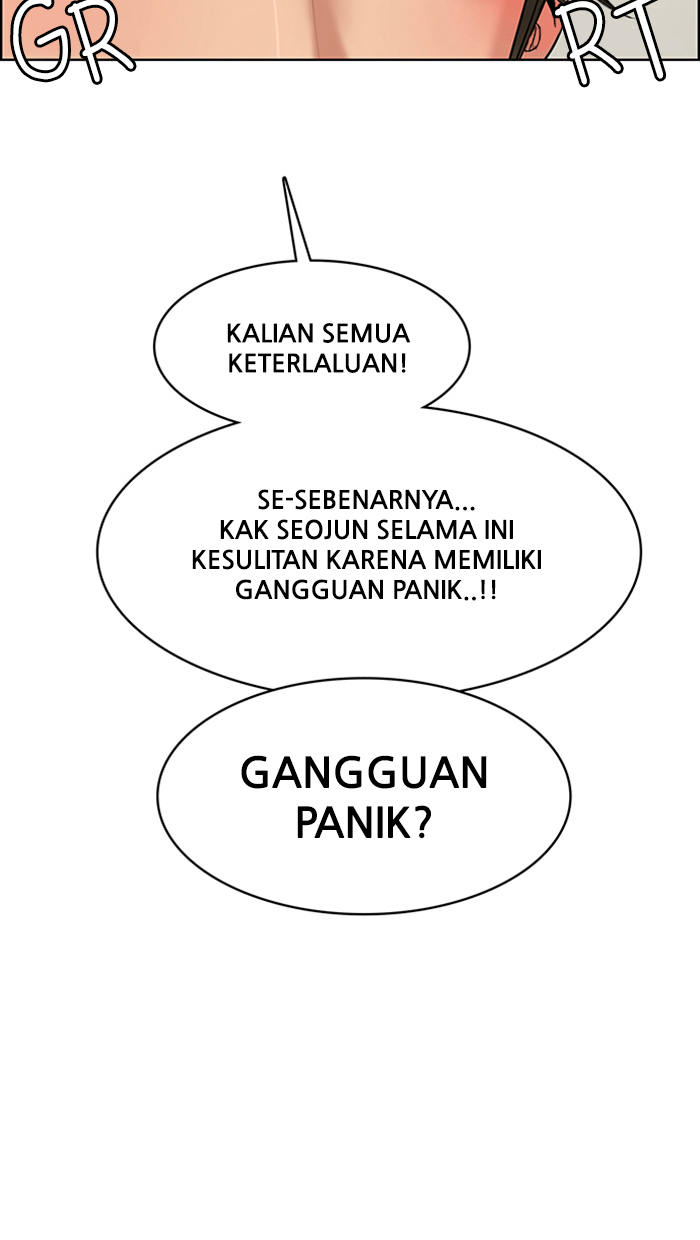 GR RT
KALIAN SEMUA
KETERLALUAN!
SE-SEBENARNYA...
KAK SEOJUN SELAMA INI
KESULITAN KARENA MEMILIKI
GANGGUAN PANIK..!!
GANGGUAN
PANIK?